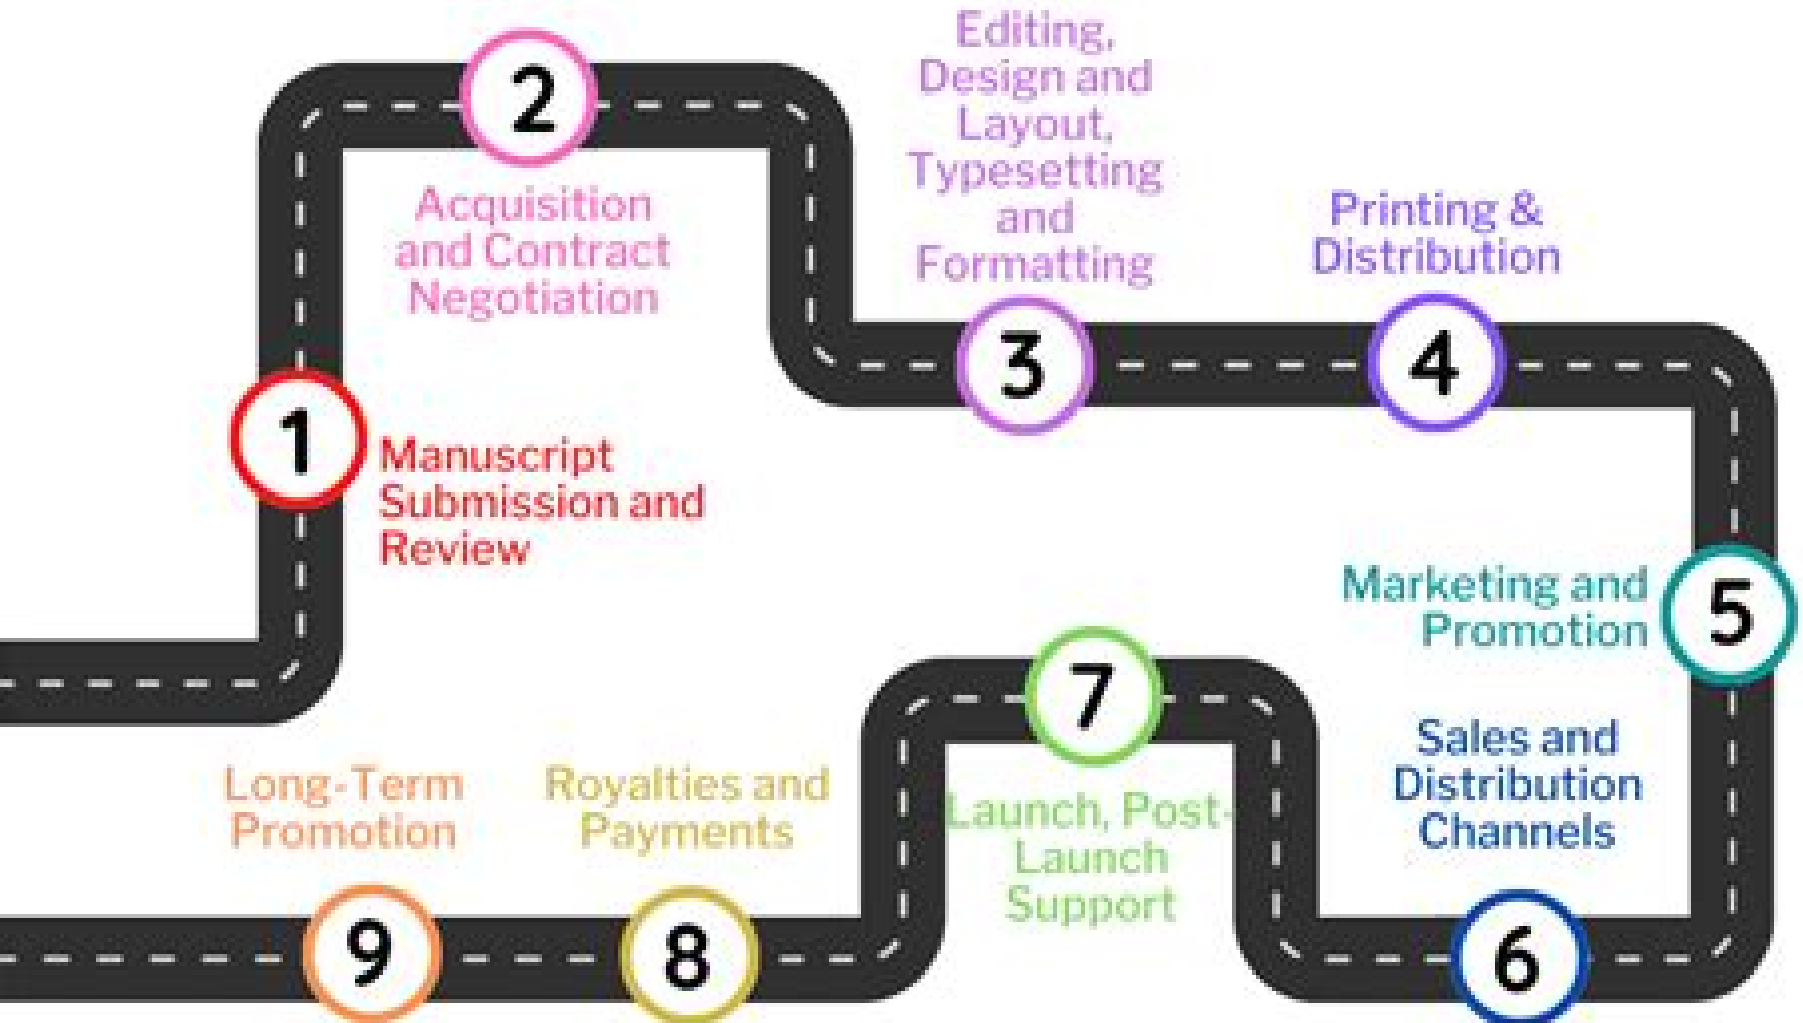 1
Manuscript
Submission and
Review
2
Acquisition
and Contract
Negotiation
Editing,
Design and
Layout,
Typesetting
and
Formatting
3
Printing &
Distribution
4
Marketing and
Promotion
5
Sales and
Distribution
Channels
6
7
Launch, Post-
Launch
Support
Royalties and
Payments
8
Long-Term
Promotion
9